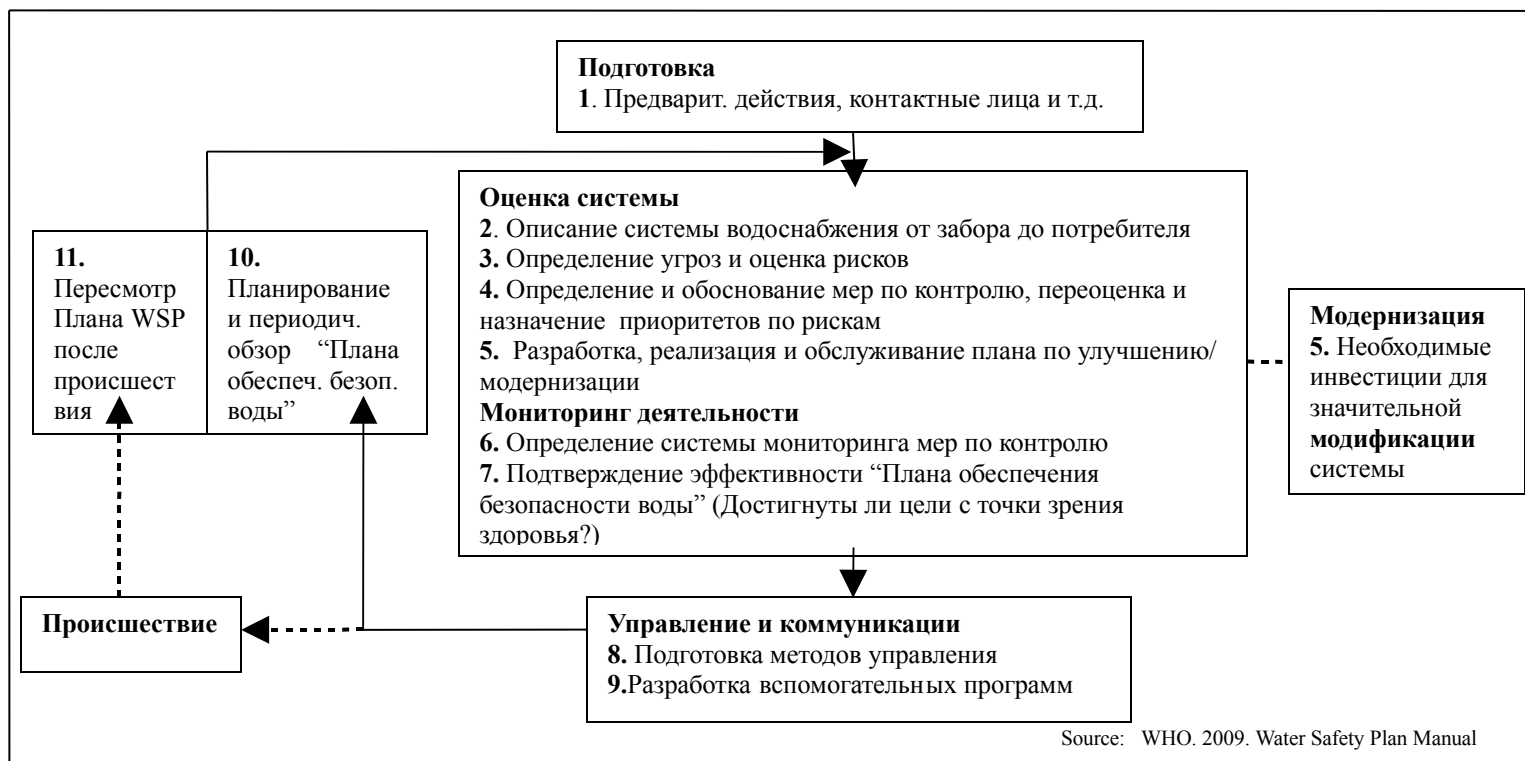 Подготовка
1. Предварит. действия, контактные лица и т.д.
Оценка системы
2. Описание системы водоснабжения от забора до потребителя
3. Определение угроз и оценка рисков
4. Определение и обоснование мер по контролю, переоценка и
назначение приоритетов по рискам
5. Разработка, реализация и обслуживание плана по улучшению/
модернизации
Мониторинг деятельности
6. Определение системы мониторинга мер по контролю
7. Подтверждение эффективности “Плана обеспечения
безопасности воды” (Достигнуты ли цели с точки зрения
здоровья?)
Модернизация
5. Необходимые
инвестиции для
значительной
модификации
системы
Управление и коммуникации
8. Подготовка методов управления
9.Разработка вспомогательных программ
10.
Планирование
и периодич.
обзор “Плана
обеспеч. безоп.
воды”
11.
Пересмотр
Плана WSP
после
происшест
вия
Происшествие
Source: WHO. 2009. Water Safety Plan Manual